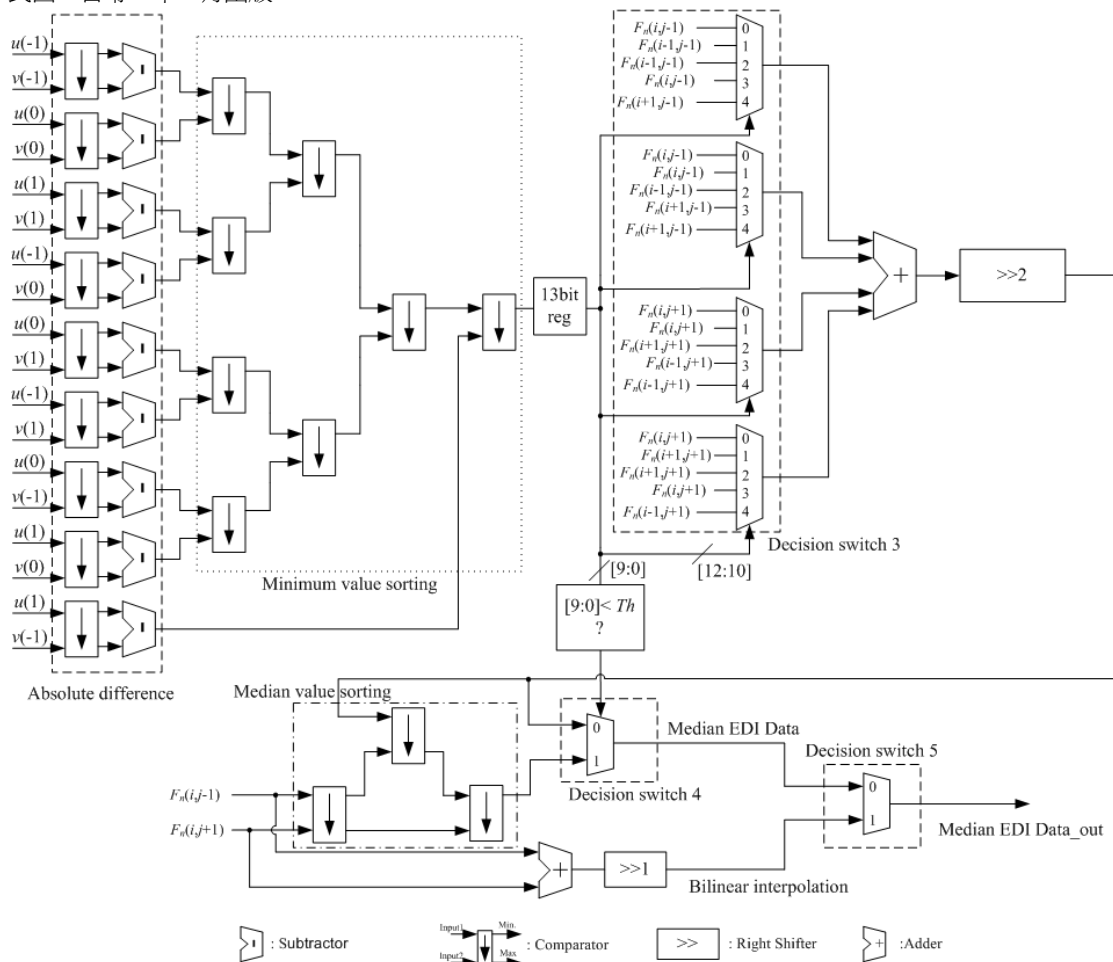 u(-1)
v(-1)
u(0)
v(0)
u(1)
v(1)
u(-1)
v(0)
u(0)
v(1)
u(-1)
v(1)
u(0)
v(-1)
u(1)
v(0)
u(1)
v(-1)
Absolute difference
Minimum value sorting
13bit
reg
Fn(i,j-1) 0
Fn(i-1,j-1) 1
Fn(i-1,j-1) 2
Fn(i,j-1) 3
Fn(i+1,j-1) 4
Fn(i,j-1) 0
Fn(i,j-1) 1
Fn(i-1,j-1) 2
Fn(i+1,j-1) 3
Fn(i+1,j-1) 4
Fn(i,j+1) 0
Fn(i,j+1) 1
Fn(i+1,j+1) 2
Fn(i-1,j+1) 3
Fn(i-1,j+1) 4
Fn(i,j+1) 0
Fn(i+1,j+1) 1
Fn(i+1,j+1) 2
Fn(i,j+1) 3
Fn(i-1,j+1) 4
Decision switch 3
+
>>2
[9:0]
[12:10]
[9:0]< Th
?
Median value sorting
Fn(i,j-1)
Fn(i,j+1)
0
1
Decision switch 4
Median EDI Data
Decision switch 5
0
1
Median EDI Data_out
+
>>1
Bilinear interpolation
: Subtractor
Input1
Input2
Min.
Max
: Comparator
>>
: Right Shifter
+
:Adder